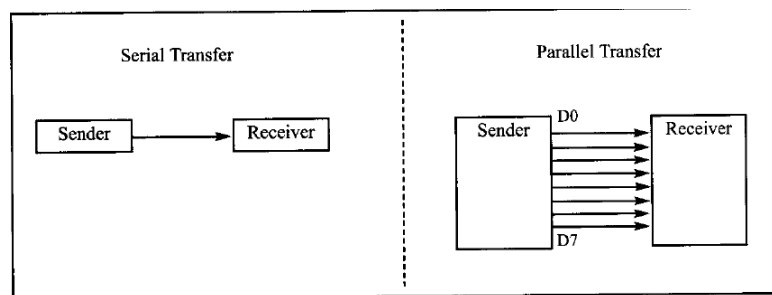 Serial Transfer
Sender
Receiver
Parallel Transfer
D0
Sender
Receiver
D7